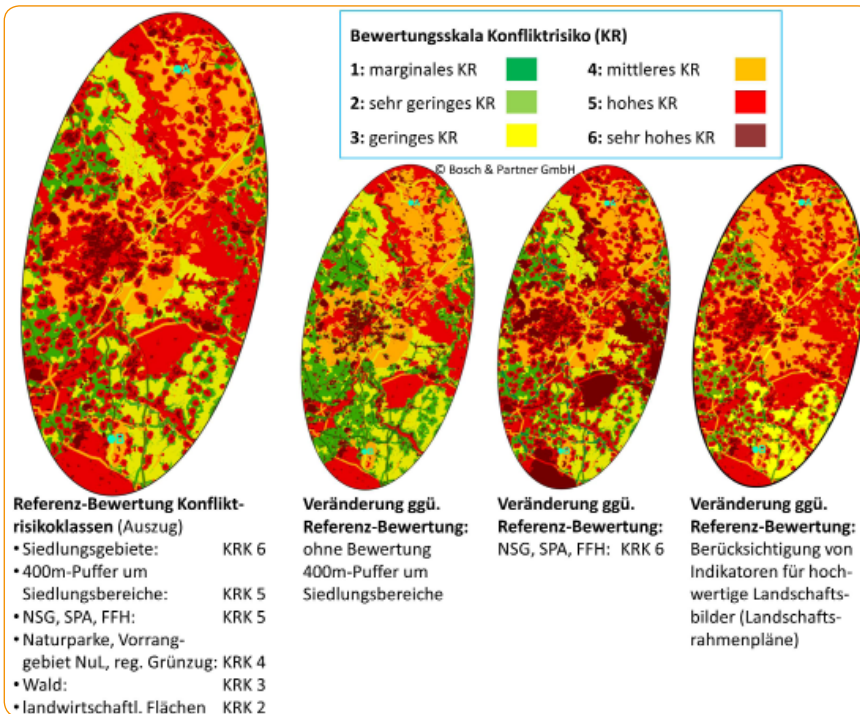 Bewertungsskala Konfliktrisiko (KR)
1: marginales KR
2: sehr geringes KR
3: geringes KR
4: mittleres KR
5: hohes KR
6: sehr hohes KR
© Bosch & Partner GmbH
Referenz-Bewertung Konflikt-
risikoklassen (Auszug)
• Siedlungsgebiete: KRK 6
• 400m-Puffer um
Siedlungsbereiche: KRK 5
• NSG, SPA, FFH: KRK 5
• Naturparke, Vorrang-
gebiet NuL, reg. Grünzug: KRK 4
• Wald: KRK 3
• landwirtschaftl. Flächen KRK 2
Veränderung ggü.
Referenz-Bewertung:
ohne Bewertung
400m-Puffer um
Siedlungsbereiche
Veränderung ggü.
Referenz-Bewertung:
NSG, SPA, FFH: KRK 6
Veränderung ggü.
Referenz-Bewertung:
Berücksichtigung von
Indikatoren für hoch-
wertige Landschafts-
bilder (Landschafts-
rahmenpläne)